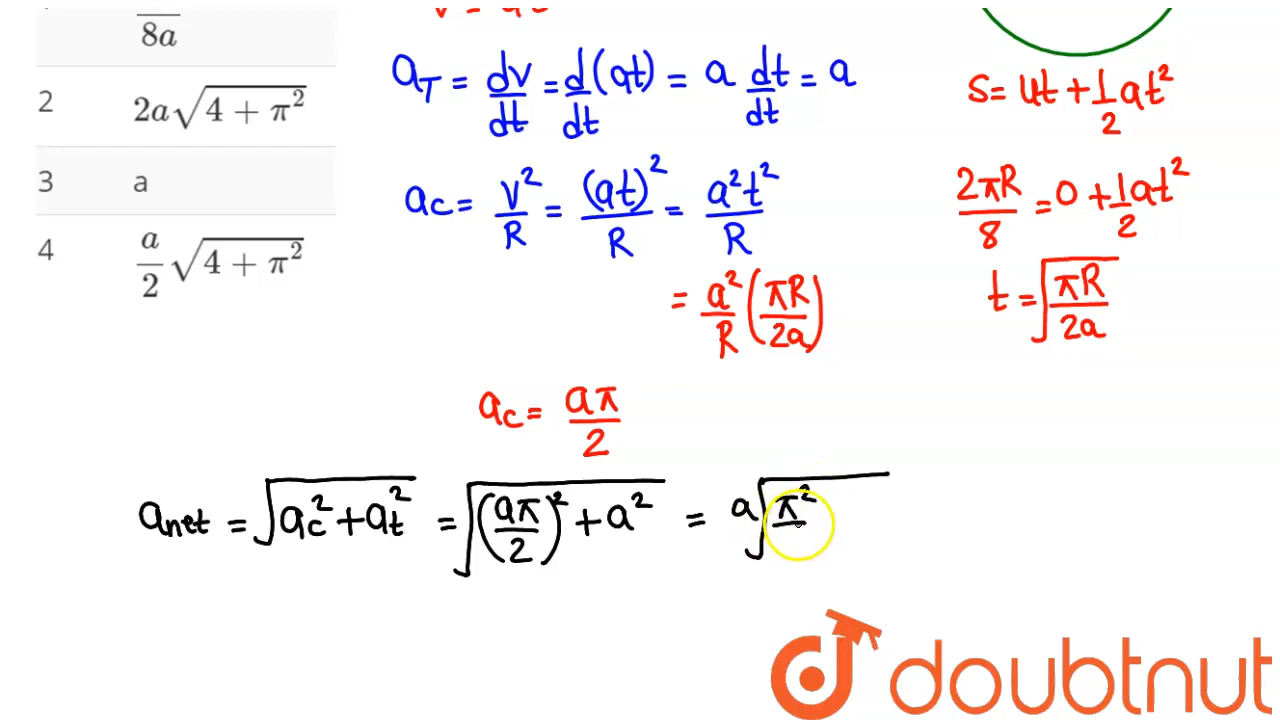 8a
2 2a√(4 + π²)
3 a
4 a/2 √(4 + π²)
a_T = dv/dt = d/dt (at) = a dt/dt = a
a_c = v²/R = (at)²/R = a²t²/R
= a²/R (πR/2a)
a_c = aπ/2
S = ut + 1/2 at²
2πR/8 = 0 + 1/2 at²
t = √(πR/2a)
a_net = √(a_c² + a_t²) = √((aπ/2)² + a²) = a√(π²
doubtnut